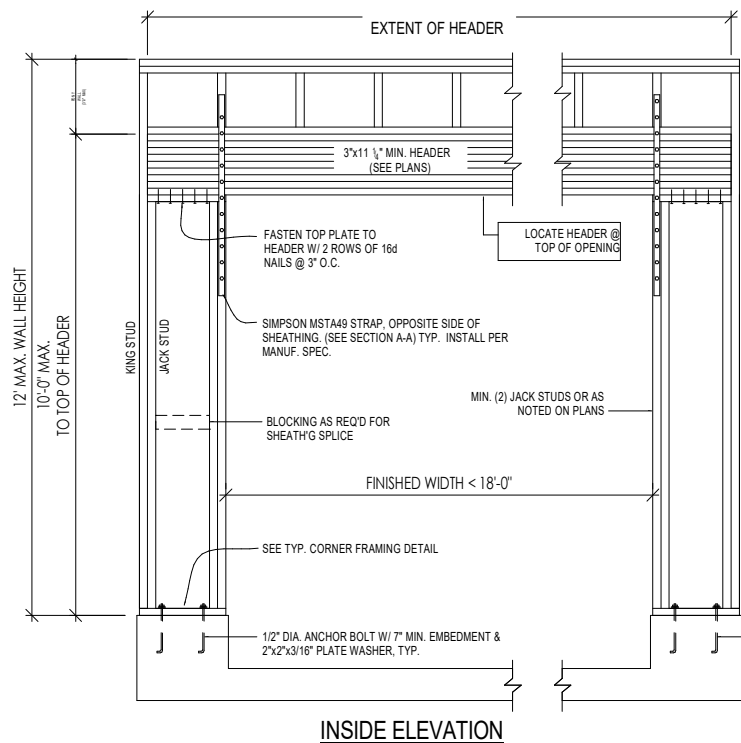 EXTENT OF HEADER
3"x11 ¼" MIN. HEADER
(SEE PLANS)
FASTEN TOP PLATE TO
HEADER W/ 2 ROWS OF 16d
NAILS @ 3" O.C.
LOCATE HEADER @
TOP OF OPENING
12' MAX. WALL HEIGHT
10'-0" MAX.
TO TOP OF HEADER
KING STUD
JACK STUD
SIMPSON MSTA49 STRAP, OPPOSITE SIDE OF
SHEATHING. (SEE SECTION A-A) TYP. INSTALL PER
MANUF. SPEC.
MIN. (2) JACK STUDS OR AS
NOTED ON PLANS
BLOCKING AS REQ'D FOR
SHEATH'G SPLICE
FINISHED WIDTH < 18'-0"
SEE TYP. CORNER FRAMING DETAIL
1/2" DIA. ANCHOR BOLT W/ 7" MIN. EMBEDMENT &
2"x2"x3/16" PLATE WASHER, TYP.
INSIDE ELEVATION